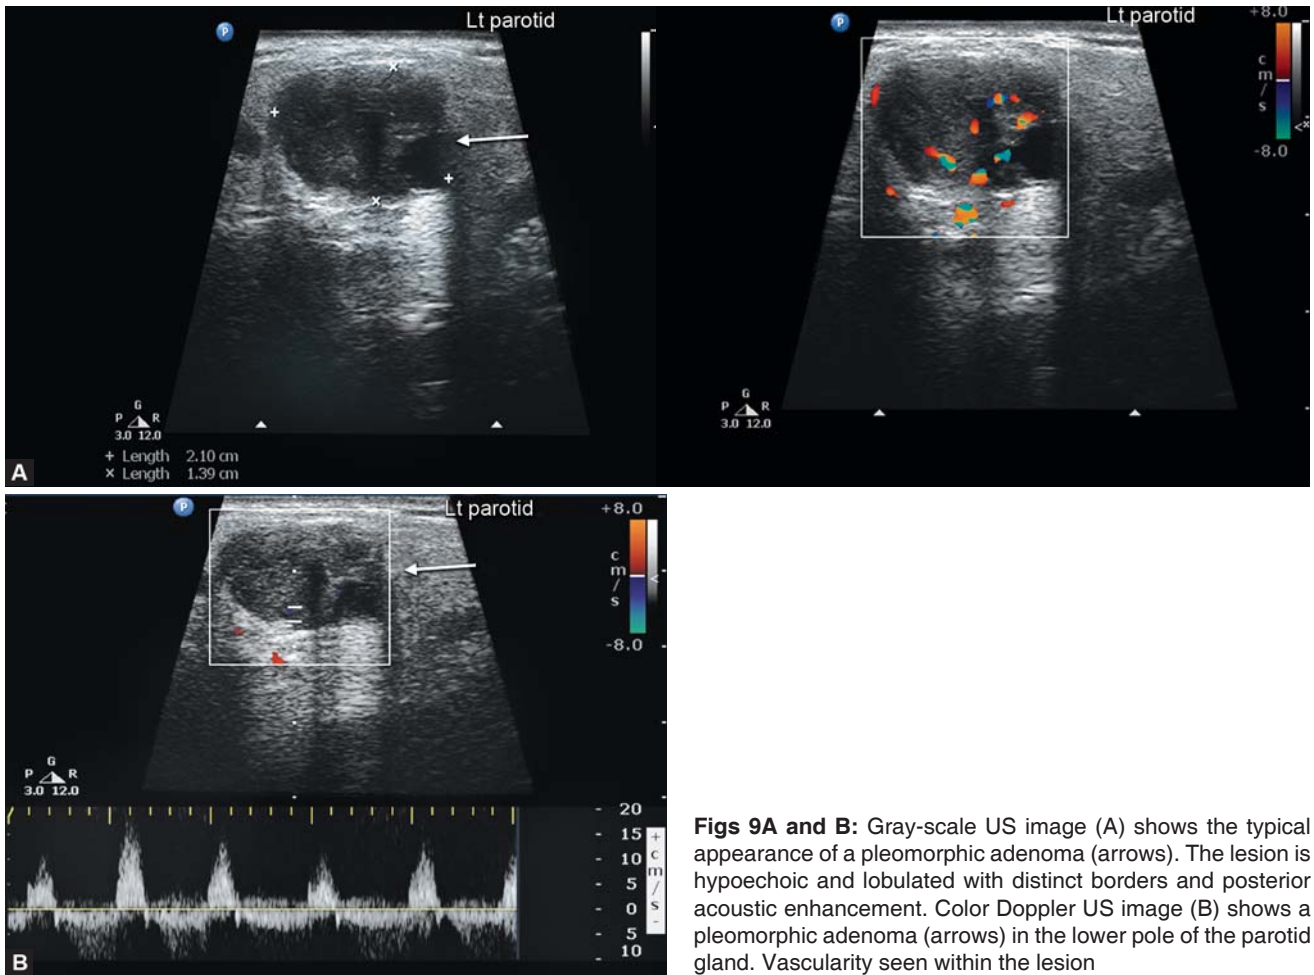 P
Lt parotid
P
Lt parotid
+8.0
c
m
/
s
-8.0
G
P R
3.0 12.0
+ Length 2.10 cm
× Length 1.39 cm
A
G
P R
3.0 12.0
P
Lt parotid
+8.0
c
m
/
s
-8.0
G
P R
3.0 12.0
20
15
10
5
0
5
10
+
c
m
/
s
-
B
Figs 9A and B: Gray-scale US image (A) shows the typical
appearance of a pleomorphic adenoma (arrows). The lesion is
hypoechoic and lobulated with distinct borders and posterior
acoustic enhancement. Color Doppler US image (B) shows a
pleomorphic adenoma (arrows) in the lower pole of the parotid
gland. Vascularity seen within the lesion